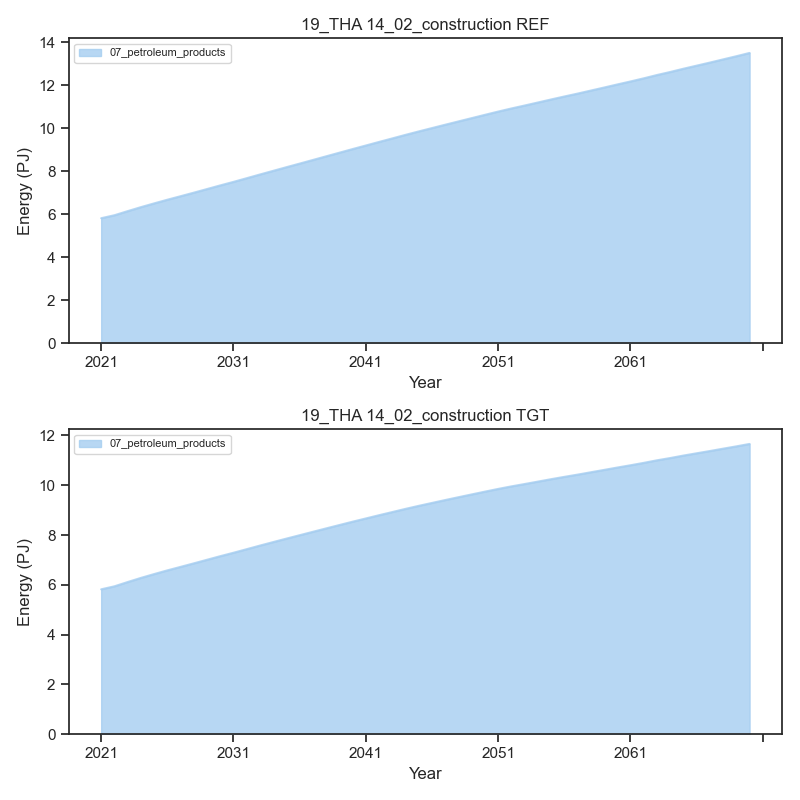 19_THA 14_02_construction REF
07_petroleum_products
14
12
10
8
6
4
2
0
Energy (PJ)
2021 2031 2041 2051 2061
Year
19_THA 14_02_construction TGT
07_petroleum_products
12
10
8
6
4
2
0
Energy (PJ)
2021 2031 2041 2051 2061
Year